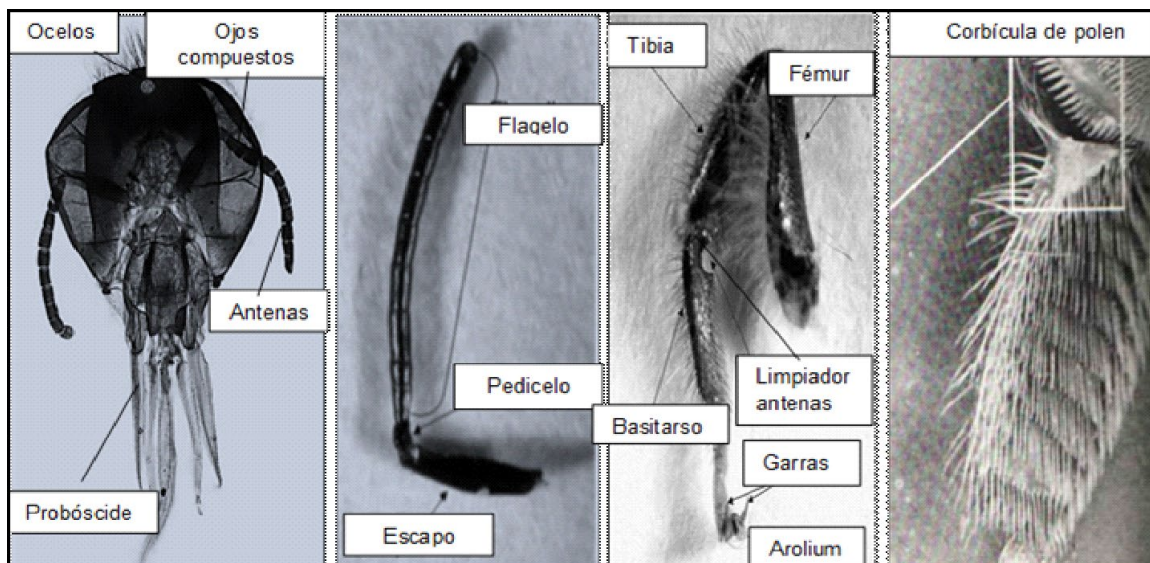 Ocelos
Ojos
compuestos
Antenas
Probóscide
Flagelo
Pedicelo
Escapo
Tibia
Fémur
Limpiador
antenas
Basitarso
Garras
Arolium
Corbícula de polen